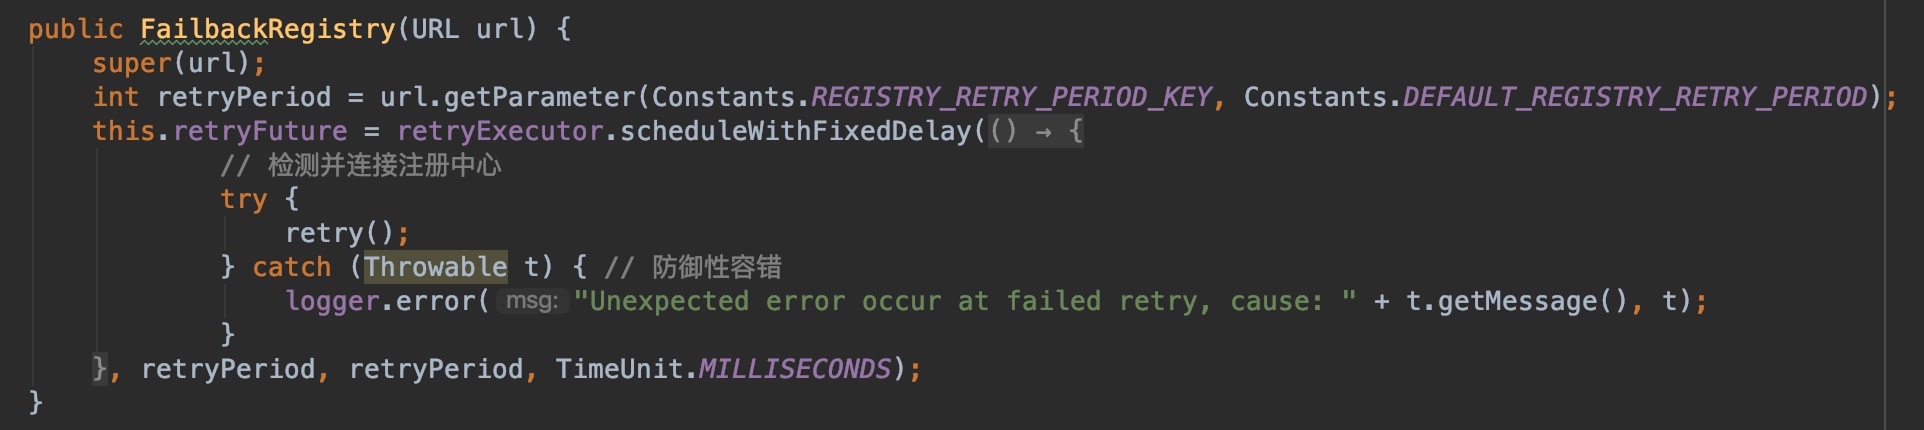 public FailbackRegistry(URL url) {
super(url);
int retryPeriod = url.getParameter(Constants.REGISTRY_RETRY_PERIOD_KEY, Constants.DEFAULT_REGISTRY_RETRY_PERIOD);
this.retryFuture = retryExecutor.scheduleWithFixedDelay(() → {
// 检测并连接注册中心
try {
retry();
} catch (Throwable t) { // 防御性容错
logger.error( msg: "Unexpected error occur at failed retry, cause: " + t.getMessage(), t);
}
}, retryPeriod, retryPeriod, TimeUnit.MILLISECONDS);
}